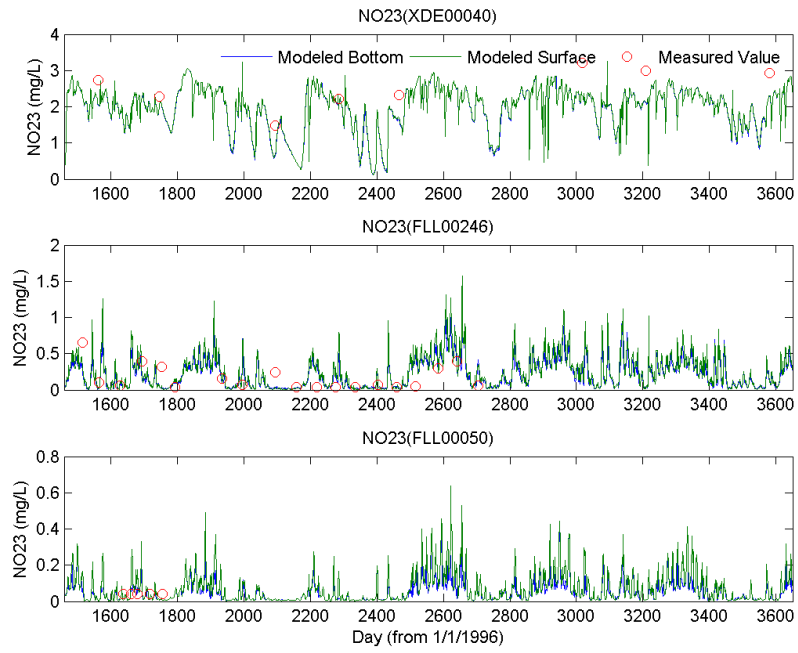 NO23(XDE00040)
4
3
2
1
0
NO23 (mg/L)
Modeled Bottom Modeled Surface Measured Value
1600 1800 2000 2200 2400 2600 2800 3000 3200 3400 3600
NO23(FLL00246)
2
1.5
1
0.5
0
NO23 (mg/L)
1600 1800 2000 2200 2400 2600 2800 3000 3200 3400 3600
NO23(FLL00050)
0.8
0.6
0.4
0.2
0
NO23 (mg/L)
1600 1800 2000 2200 2400 2600 2800 3000 3200 3400 3600
Day (from 1/1/1996)